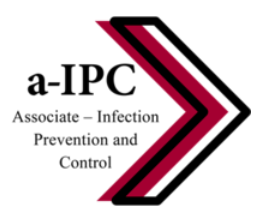 a-IPC
Associate – Infection
Prevention and
Control